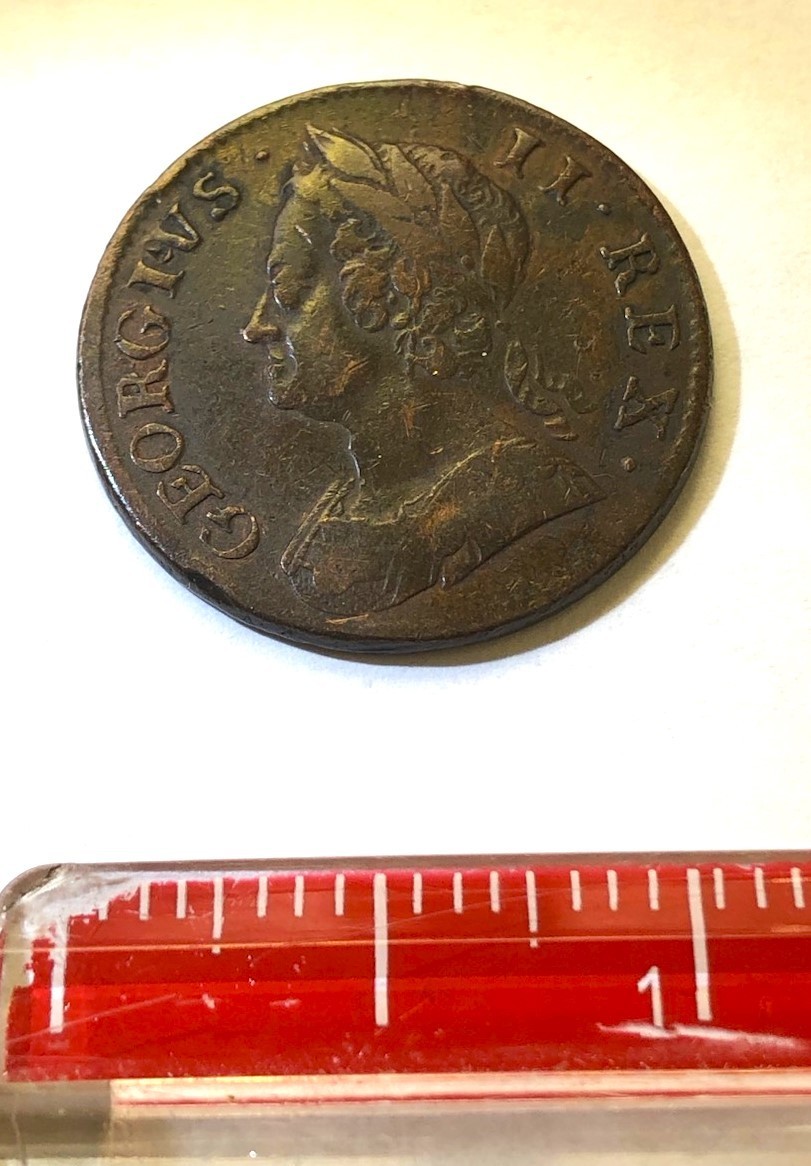 GEORGIVS · II · REX ·
1